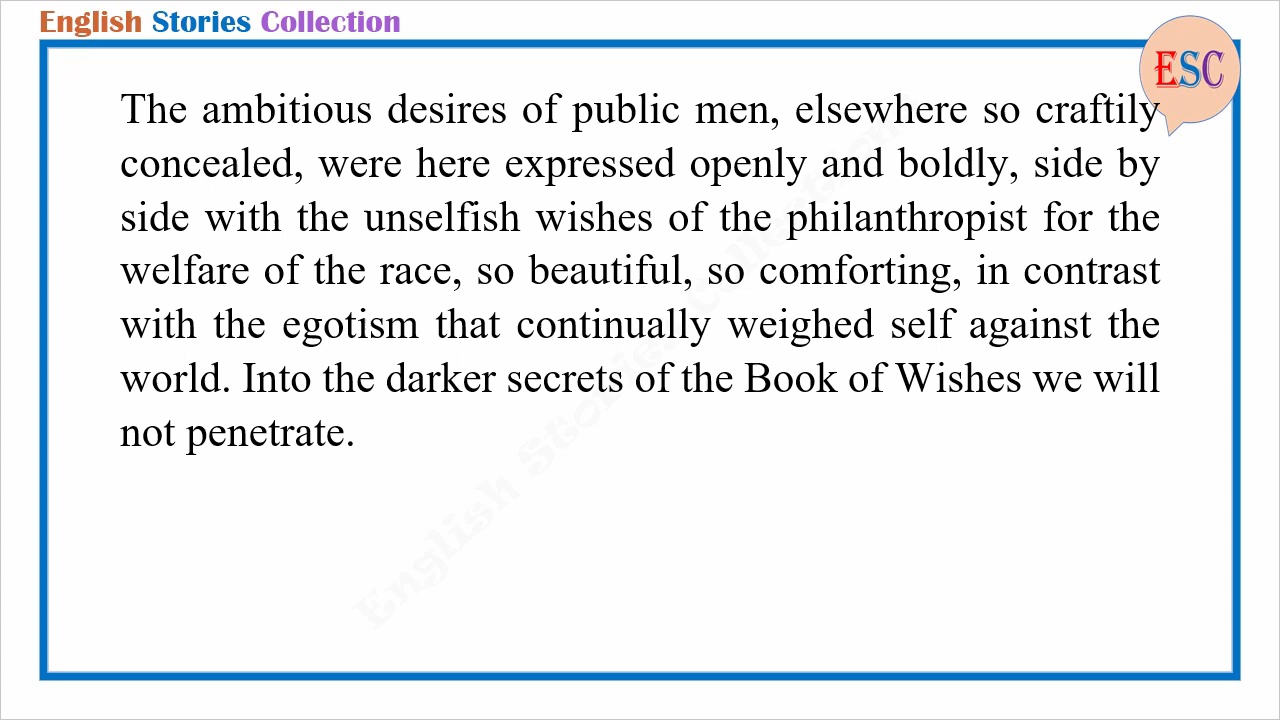 English Stories Collection
ESC
The ambitious desires of public men, elsewhere so craftily
concealed, were here expressed openly and boldly, side by
side with the unselfish wishes of the philanthropist for the
welfare of the race, so beautiful, so comforting, in contrast
with the egotism that continually weighed self against the
world. Into the darker secrets of the Book of Wishes we will
not penetrate.
English Stories Collection